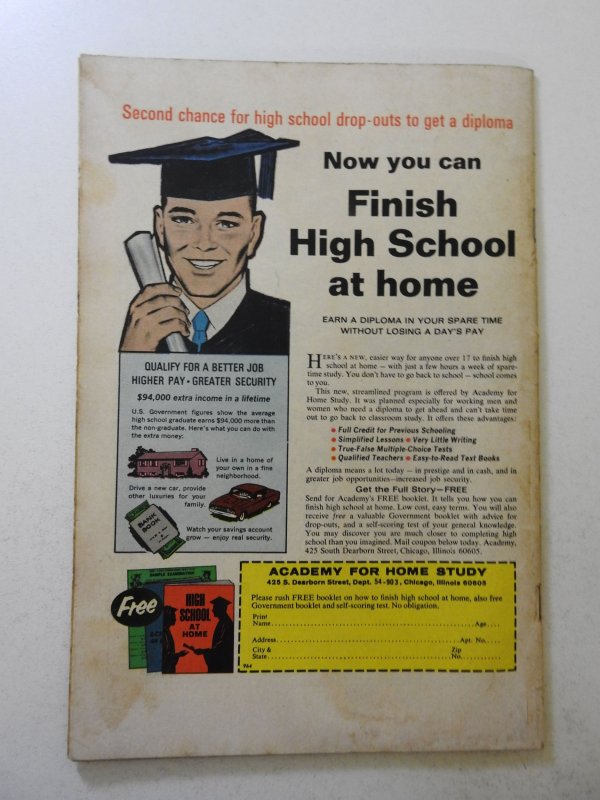 Second chance for high school drop-outs to get a diploma
Now you can
Finish
High School
at home
EARN A DIPLOMA IN YOUR SPARE TIME
WITHOUT LOSING A DAY'S PAY
QUALIFY FOR A BETTER JOB
HIGHER PAY • GREATER SECURITY
$94,000 extra income in a lifetime
U.S. Government figures show the average
high school graduate earns $94,000 more than
the non-graduate. Here's what you can do with
the extra money:
Live in a home of
your own in a fine
neighborhood.
Drive a new car, provide
other luxuries for your
family.
BANK
BOOK
Watch your savings account
grow — enjoy real security.
HERE'S A NEW, easier way for anyone over 17 to finish high
school at home — with just a few hours a week of spare-
time study. You don't have to go back to school — school comes
to you.
This new, streamlined program is offered by Academy for
Home Study. It was planned especially for working men and
women who need a diploma to get ahead and can't take time
out to go back to classroom study. It offers these advantages:
• Full Credit for Previous Schooling
• Simplified Lessons • Very Little Writing
• True-False Multiple-Choice Tests
• Qualified Teachers • Easy-to-Read Text Books
A diploma means a lot today — in prestige and in cash, and in
greater job opportunities—increased job security.
Get the Full Story—FREE
Send for Academy's FREE booklet. It tells you how you can
finish high school at home. Low cost, easy terms. You will also
receive free a valuable Government booklet with advice for
drop-outs, and a self-scoring test of your general knowledge.
You may discover you are much closer to completing high
school than you imagined. Mail coupon below today. Academy,
425 South Dearborn Street, Chicago, Illinois 60605.
Free
SAMPLE EXAMINATION
HIGH
SCHOOL
AT
HOME
ACADEMY FOR HOME STUDY
425 S. Dearborn Street, Dept. 54-903, Chicago, Illinois 60605
Please rush FREE booklet on how to finish high school at home, also free
Government booklet and self-scoring test. No obligation.
Print
Name Age
Address Apt. No.
City & Zip
State No.
964